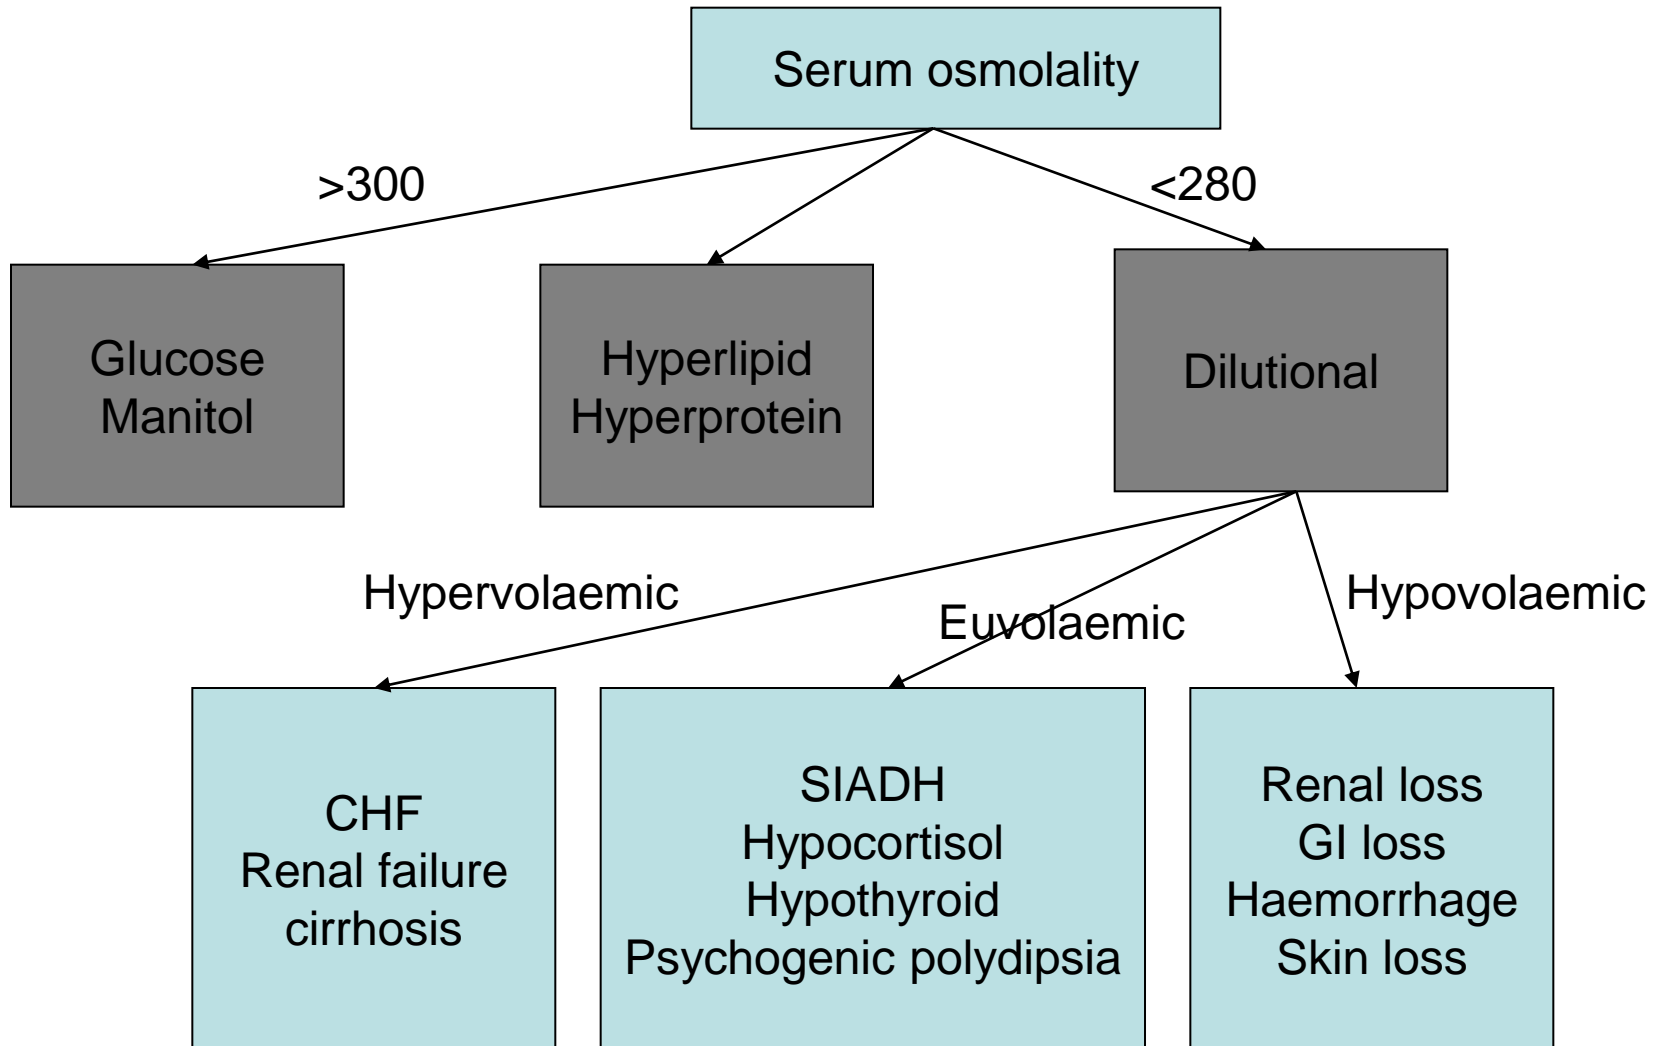 Serum osmolality
>300
<280
Glucose
Manitol
Hyperlipid
Hyperprotein
Dilutional
Hypervolaemic
Euvolaemic
Hypovolaemic
CHF
Renal failure
cirrhosis
SIADH
Hypocortisol
Hypothyroid
Psychogenic polydipsia
Renal loss
GI loss
Haemorrhage
Skin loss